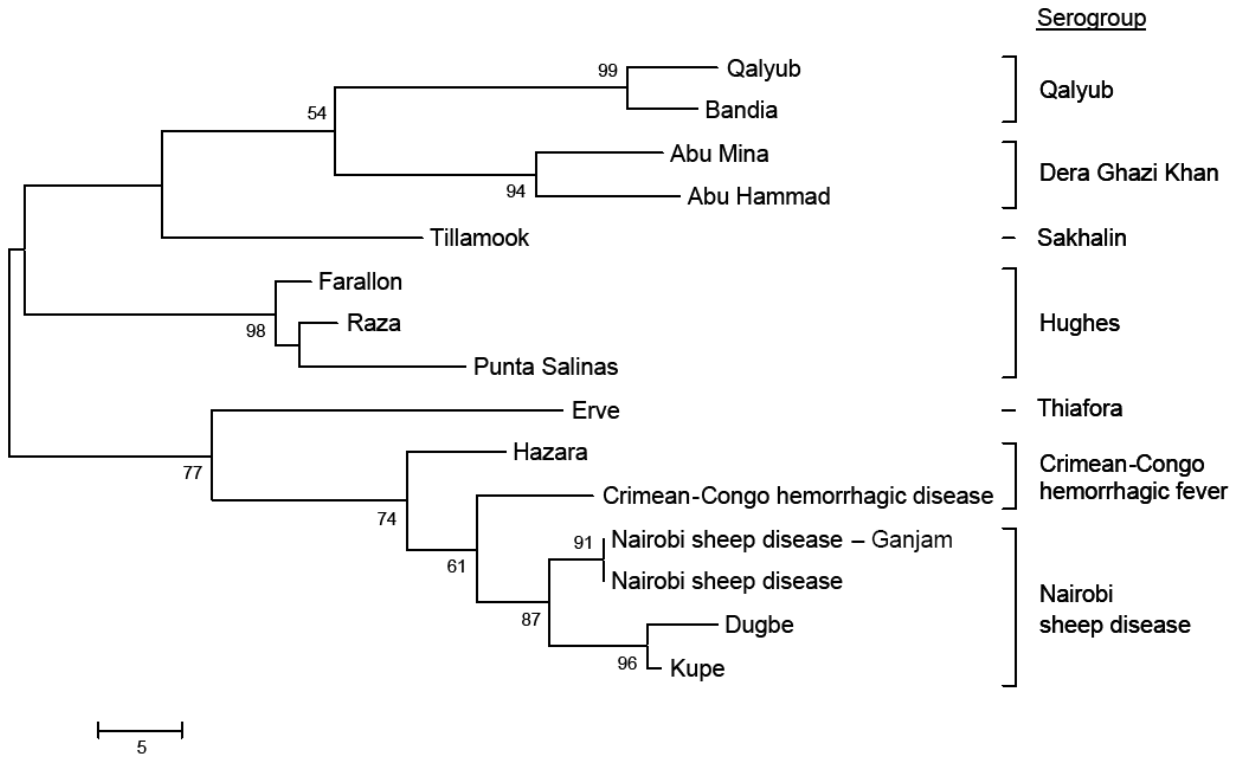 Serogroup
99
Qalyub
Qalyub
Bandia
54
Abu Mina
Dera Ghazi Khan
94
Abu Hammad
Tillamook
Sakhalin
Farallon
98
Raza
Hughes
Punta Salinas
Erve
Thiafora
77
Hazara
Crimean-Congo
hemorrhagic fever
74
Crimean-Congo hemorrhagic disease
91
Nairobi sheep disease – Ganjam
61
Nairobi sheep disease
Nairobi
sheep disease
87
Dugbe
96
Kupe
5